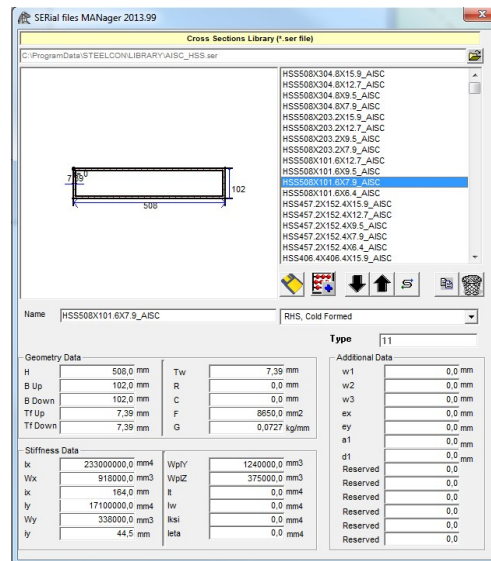 SERial files MANager 2013.99
Cross Sections Library (*.ser file)
C:\ProgramData\STEELCON\LIBRARY\AISC_HSS.ser
HSS508X304.8X15.9_AISC
HSS508X304.8X12.7_AISC
HSS508X304.8X9.5_AISC
HSS508X304.8X7.9_AISC
HSS508X203.2X15.9_AISC
HSS508X203.2X12.7_AISC
HSS508X203.2X9.5_AISC
HSS508X203.2X7.9_AISC
HSS508X101.6X12.7_AISC
HSS508X101.6X9.5_AISC
HSS508X101.6X7.9_AISC
HSS508X101.6X6.4_AISC
HSS457.2X152.4X15.9_AISC
HSS457.2X152.4X12.7_AISC
HSS457.2X152.4X9.5_AISC
HSS457.2X152.4X7.9_AISC
HSS457.2X152.4X6.4_AISC
HSS406.4X406.4X15.9_AISC
102
508
Name HSS508X101.6X7.9_AISC RHS, Cold Formed
Type 11
Geometry Data
H 508,0 mm Tw 7,39 mm
B Up 102,0 mm R 0,0 mm
B Down 102,0 mm C 0,0 mm
Tf Up 7,39 mm F 8650,0 mm2
Tf Down 7,39 mm G 0,0727 kg/mm
Stiffness Data
Ix 233000000,0 mm4 WplY 1240000,0 mm3
Wx 918000,0 mm3 WplZ 375000,0 mm3
ix 164,0 mm It 0,0 mm4
Iy 17100000,0 mm4 Iw 0,0 mm4
Wy 338000,0 mm3 Iksi 0,0 mm4
iy 44,5 mm Ieta 0,0 mm4
Additional Data
w1 0,0 mm
w2 0,0 mm
w3 0,0 mm
ex 0,0 mm
ey 0,0 mm
a1 0,0 mm
d1 0,0 mm
Reserved 0,0
Reserved 0,0
Reserved 0,0
Reserved 0,0
Reserved 0,0
Reserved 0,0